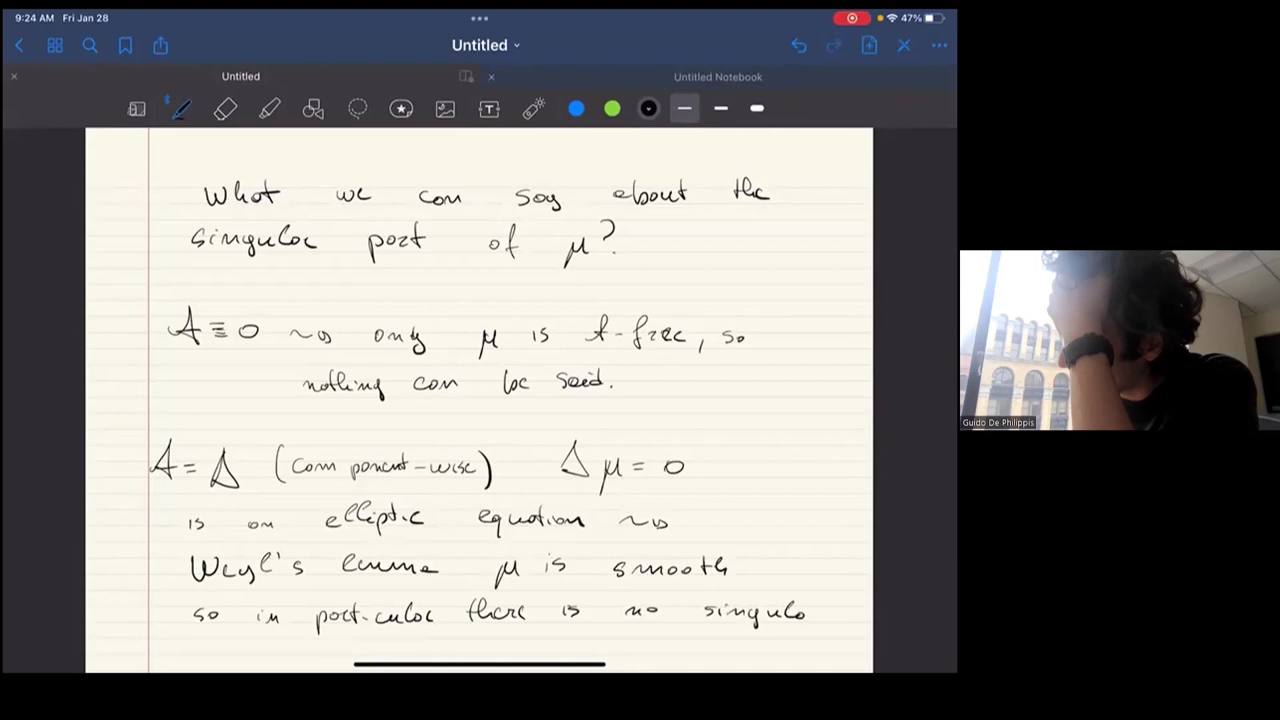 9:24 AM Fri Jan 28
47%
Untitled
Untitled
Untitled Notebook
What we can say about the
singular part of μ?
A ≡ 0 ⇝ any μ is A-free, so
nothing can be said.
A = Δ (component-wise) Δμ = 0
is an elliptic equation ⇝
Weyl's lemma μ is smooth
so in particular there is no singula
Guido De Philippis